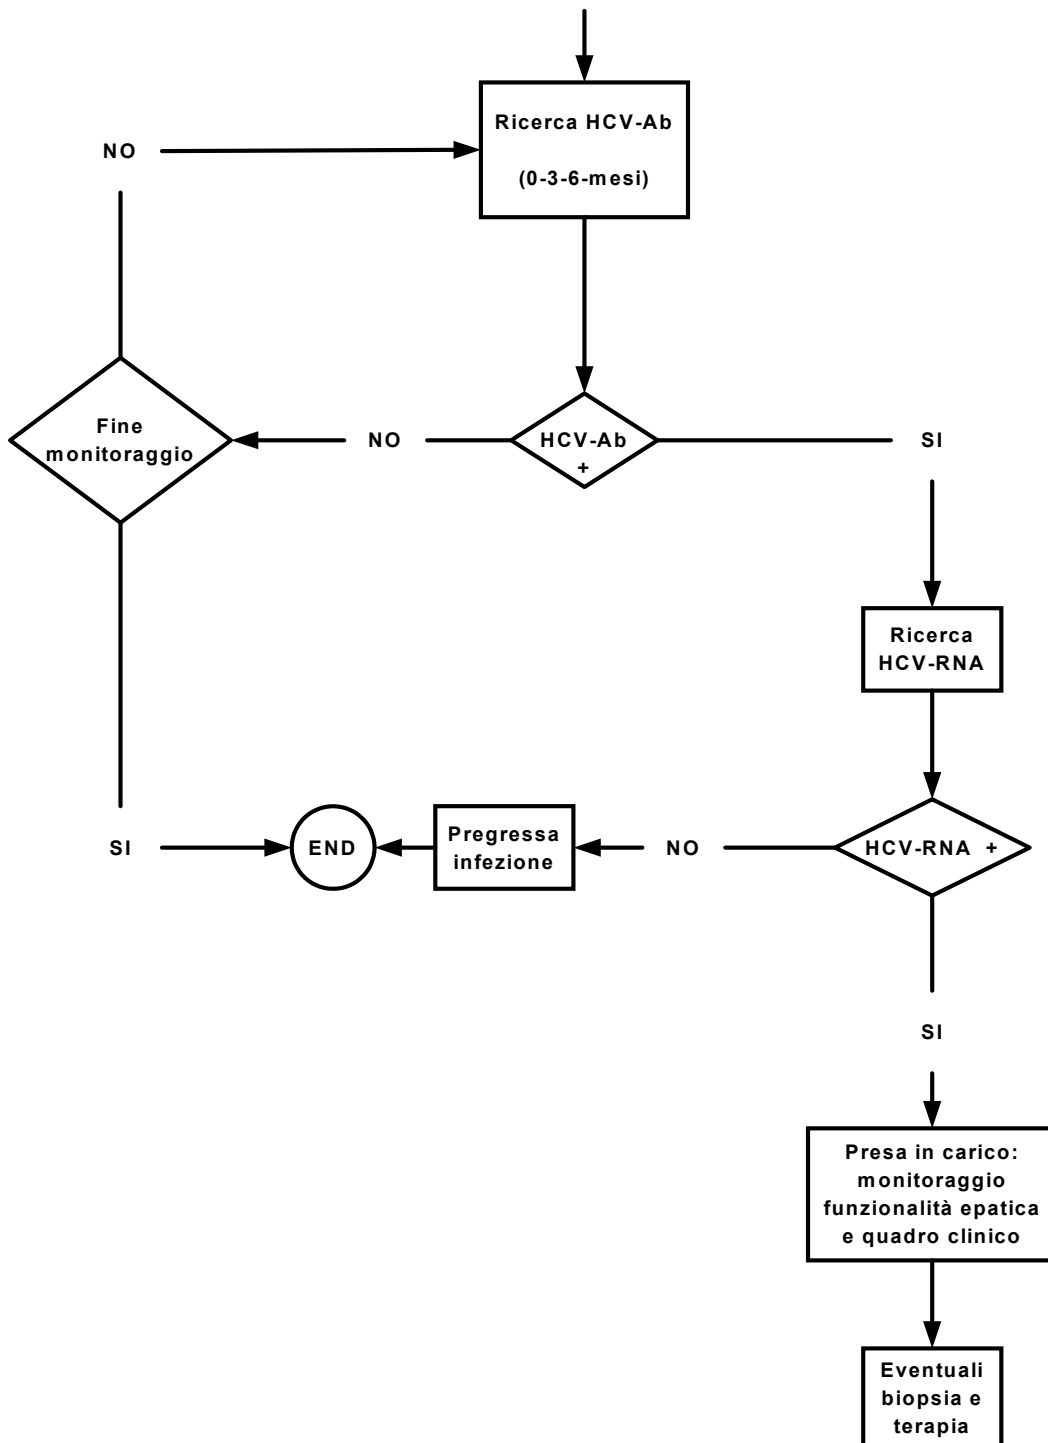 Ricerca HCV-Ab
(0-3-6-mesi)
NO
Fine
monitoraggio
NO
HCV-Ab
+
SI
Ricerca
HCV-RNA
SI
END
Pregressa
infezione
NO
HCV-RNA +
SI
Presa in carico:
monitoraggio
funzionalità epatica
e quadro clinico
Eventuali
biopsia e
terapia